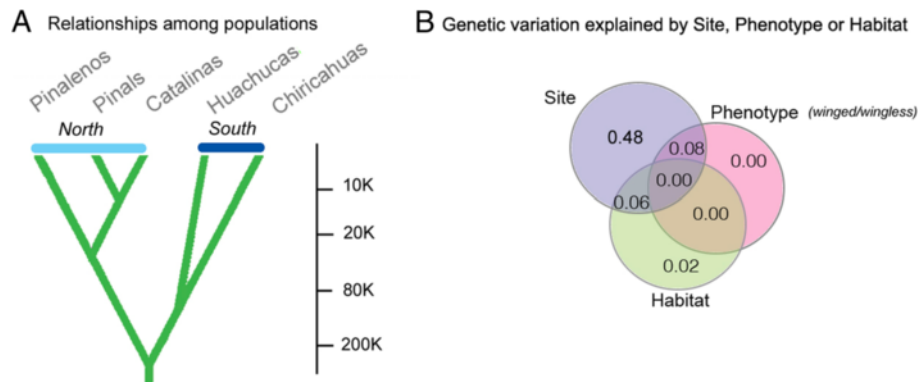 A Relationships among populations
Pinalenos
Pinals
Catalinas
Huachucas
Chiricahuas
North
South
10K
20K
80K
200K
B Genetic variation explained by Site, Phenotype or Habitat
Site
Phenotype (winged/wingless)
0.48
0.08
0.00
0.00
0.06
0.00
0.02
Habitat